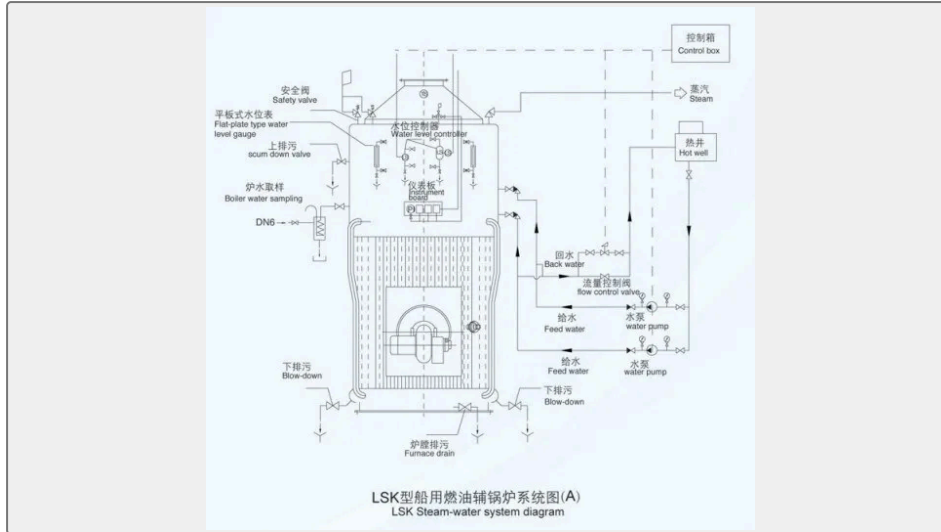 控制箱
Control box
安全阀
Safety valve
蒸汽
Steam
平板式水位表
Flat-plate type water
level gauge
水位控制器
Water level controller
热井
Hot well
上排污
scum down valve
炉水取样
Boiler water sampling
仪表板
Instrument
board
DN6
回水
Back water
流量控制阀
flow control valve
给水
Feed water
水泵
water pump
给水
Feed water
水泵
water pump
下排污
Blow-down
下排污
Blow-down
炉膛排污
Furnace drain
LSK型船用燃油辅锅炉系统图(A)
LSK Steam-water system diagram